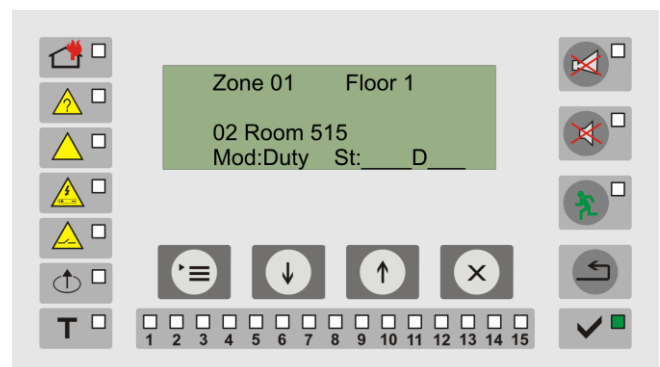 Zone 01 Floor 1
02 Room 515
Mod:Duty St:____D___
?
T
1 2 3 4 5 6 7 8 9 10 11 12 13 14 15